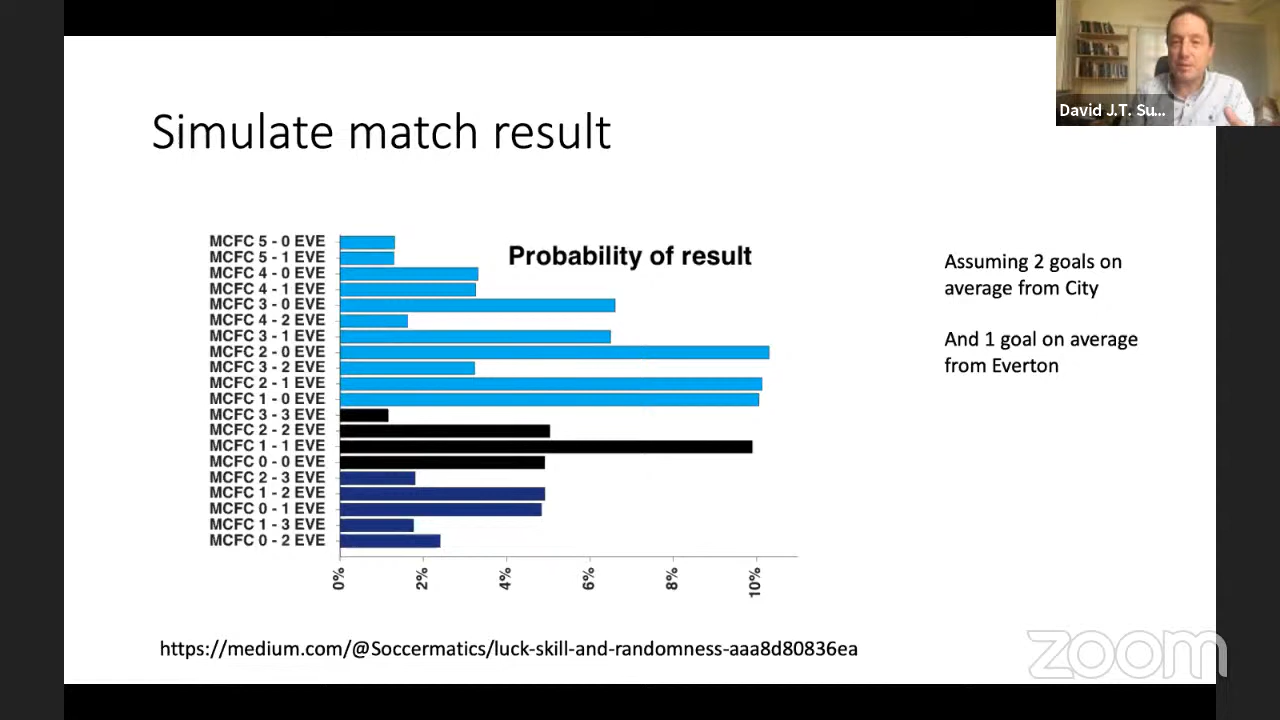 David J.T. Su...
Simulate match result
Probability of result
MCFC 5 - 0 EVE
MCFC 5 - 1 EVE
MCFC 4 - 0 EVE
MCFC 4 - 1 EVE
MCFC 3 - 0 EVE
MCFC 4 - 2 EVE
MCFC 3 - 1 EVE
MCFC 2 - 0 EVE
MCFC 3 - 2 EVE
MCFC 2 - 1 EVE
MCFC 1 - 0 EVE
MCFC 3 - 3 EVE
MCFC 2 - 2 EVE
MCFC 1 - 1 EVE
MCFC 0 - 0 EVE
MCFC 2 - 3 EVE
MCFC 1 - 2 EVE
MCFC 0 - 1 EVE
MCFC 1 - 3 EVE
MCFC 0 - 2 EVE
0%
2%
4%
6%
8%
10%
Assuming 2 goals on
average from City
And 1 goal on average
from Everton
https://medium.com/@Soccermatics/luck-skill-and-randomness-aaa8d80836ea
zoom